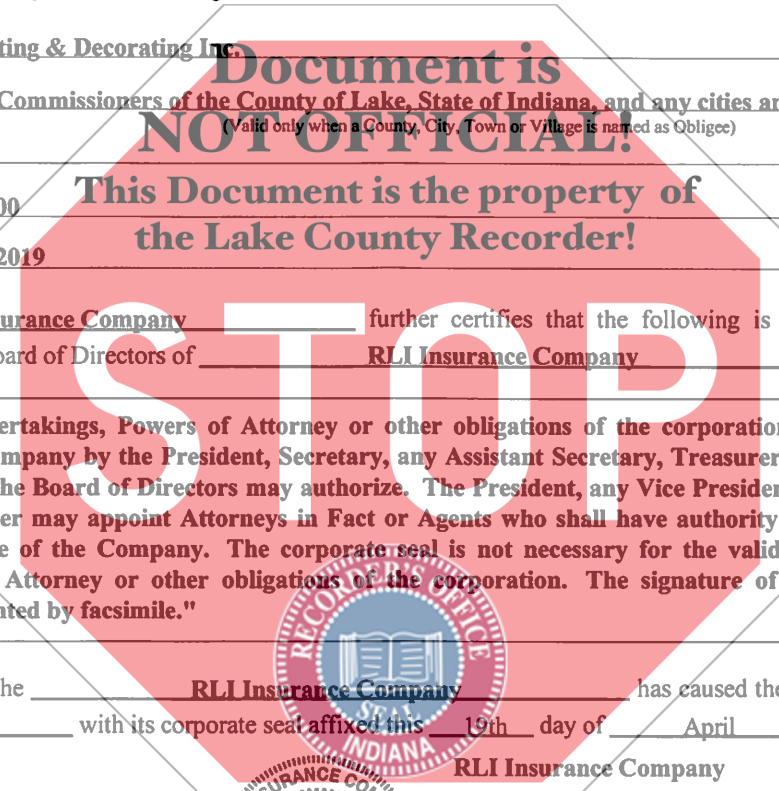 ting & Decorating Inc.
Document is
Commissioners of the County of Lake, State of Indiana, and any cities an
NOT OFFICIAL!
(Valid only when a County, City, Town or Village is named as Obligee)
This Document is the property of
00
the Lake County Recorder!
2019
STOP
urance Company further certifies that the following is
oard of Directors of RLI Insurance Company
ertakings, Powers of Attorney or other obligations of the corporation
mpany by the President, Secretary, any Assistant Secretary, Treasurer
he Board of Directors may authorize. The President, any Vice Presiden
er may appoint Attorneys in Fact or Agents who shall have authority
e of the Company. The corporate seal is not necessary for the valid
Attorney or other obligations of the corporation. The signature of
nted by facsimile."
RECORDER'S OFFICE
he RLI Insurance Company has caused the
SEAL
with its corporate seal affixed this 19th day of April
INDIANA
RLI Insurance Company